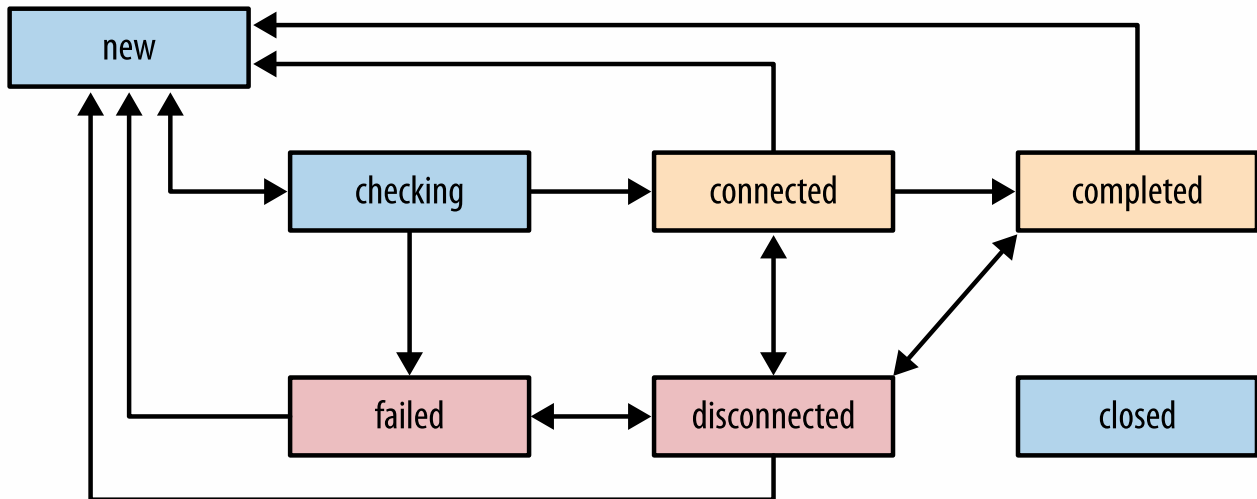 new
checking
connected
completed
failed
disconnected
closed